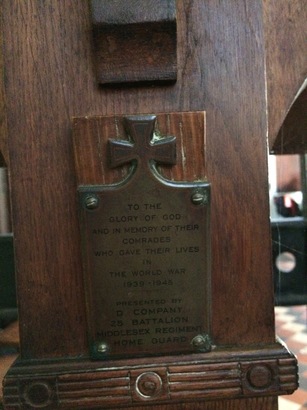 TO THE
GLORY OF GOD
AND IN MEMORY OF THEIR
COMRADES
WHO GAVE THEIR LIVES
IN
THE WORLD WAR
1939-1945
PRESENTED BY
D COMPANY,
25 BATTALION
MIDDLESEX REGIMENT
HOME GUARD